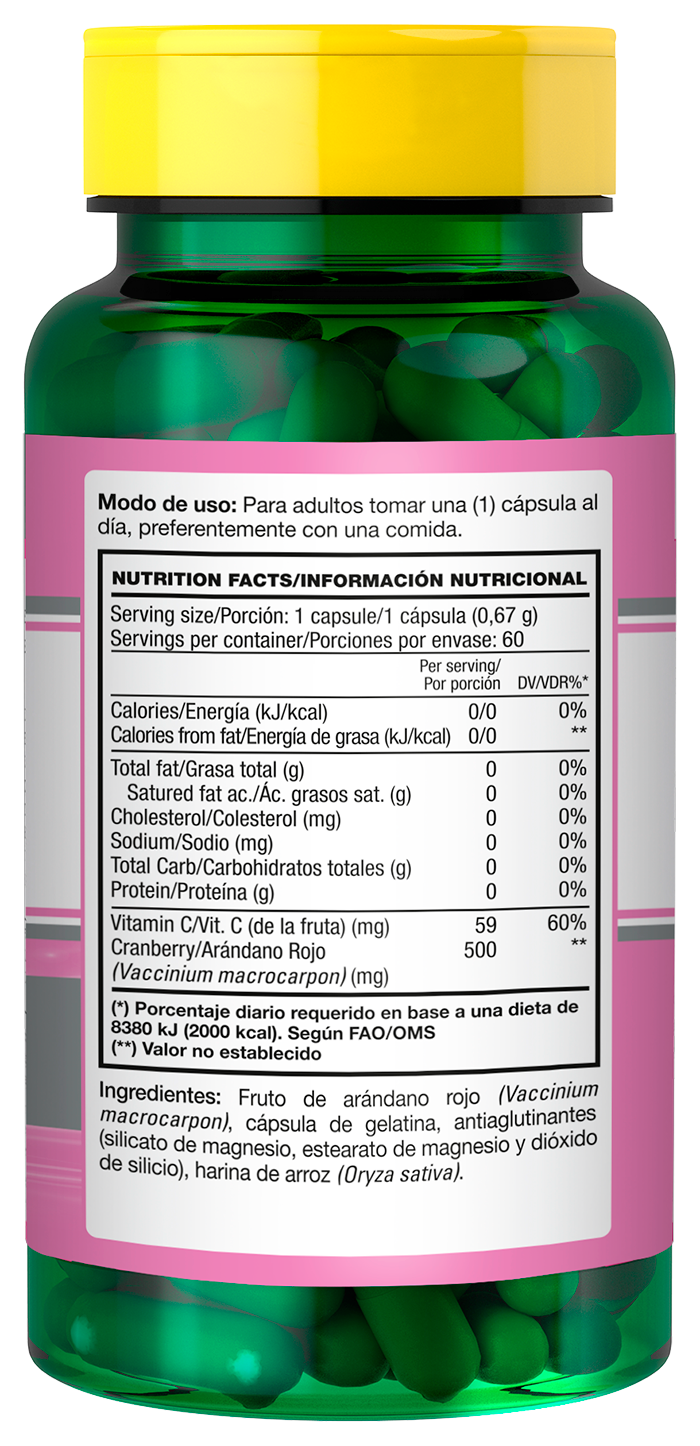 Modo de uso: Para adultos tomar una (1) cápsula al
día, preferentemente con una comida.
NUTRITION FACTS/INFORMACIÓN NUTRICIONAL
Serving size/Porción: 1 capsule/1 cápsula (0,67 g)
Servings per container/Porciones por envase: 60
Per serving/
Por porción DV/VDR%*
Calories/Energía (kJ/kcal) 0/0 0%
Calories from fat/Energía de grasa (kJ/kcal) 0/0 **
Total fat/Grasa total (g) 0 0%
Satured fat ac./Ác. grasos sat. (g) 0 0%
Cholesterol/Colesterol (mg) 0 0%
Sodium/Sodio (mg) 0 0%
Total Carb/Carbohidratos totales (g) 0 0%
Protein/Proteína (g) 0 0%
Vitamin C/Vit. C (de la fruta) (mg) 59 60%
Cranberry/Arándano Rojo 500 **
(Vaccinium macrocarpon) (mg)
(*) Porcentaje diario requerido en base a una dieta de
8380 kJ (2000 kcal). Según FAO/OMS
(**) Valor no establecido
Ingredientes: Fruto de arándano rojo (Vaccinium
macrocarpon), cápsula de gelatina, antiaglutinantes
(silicato de magnesio, estearato de magnesio y dióxido
de silicio), harina de arroz (Oryza sativa).